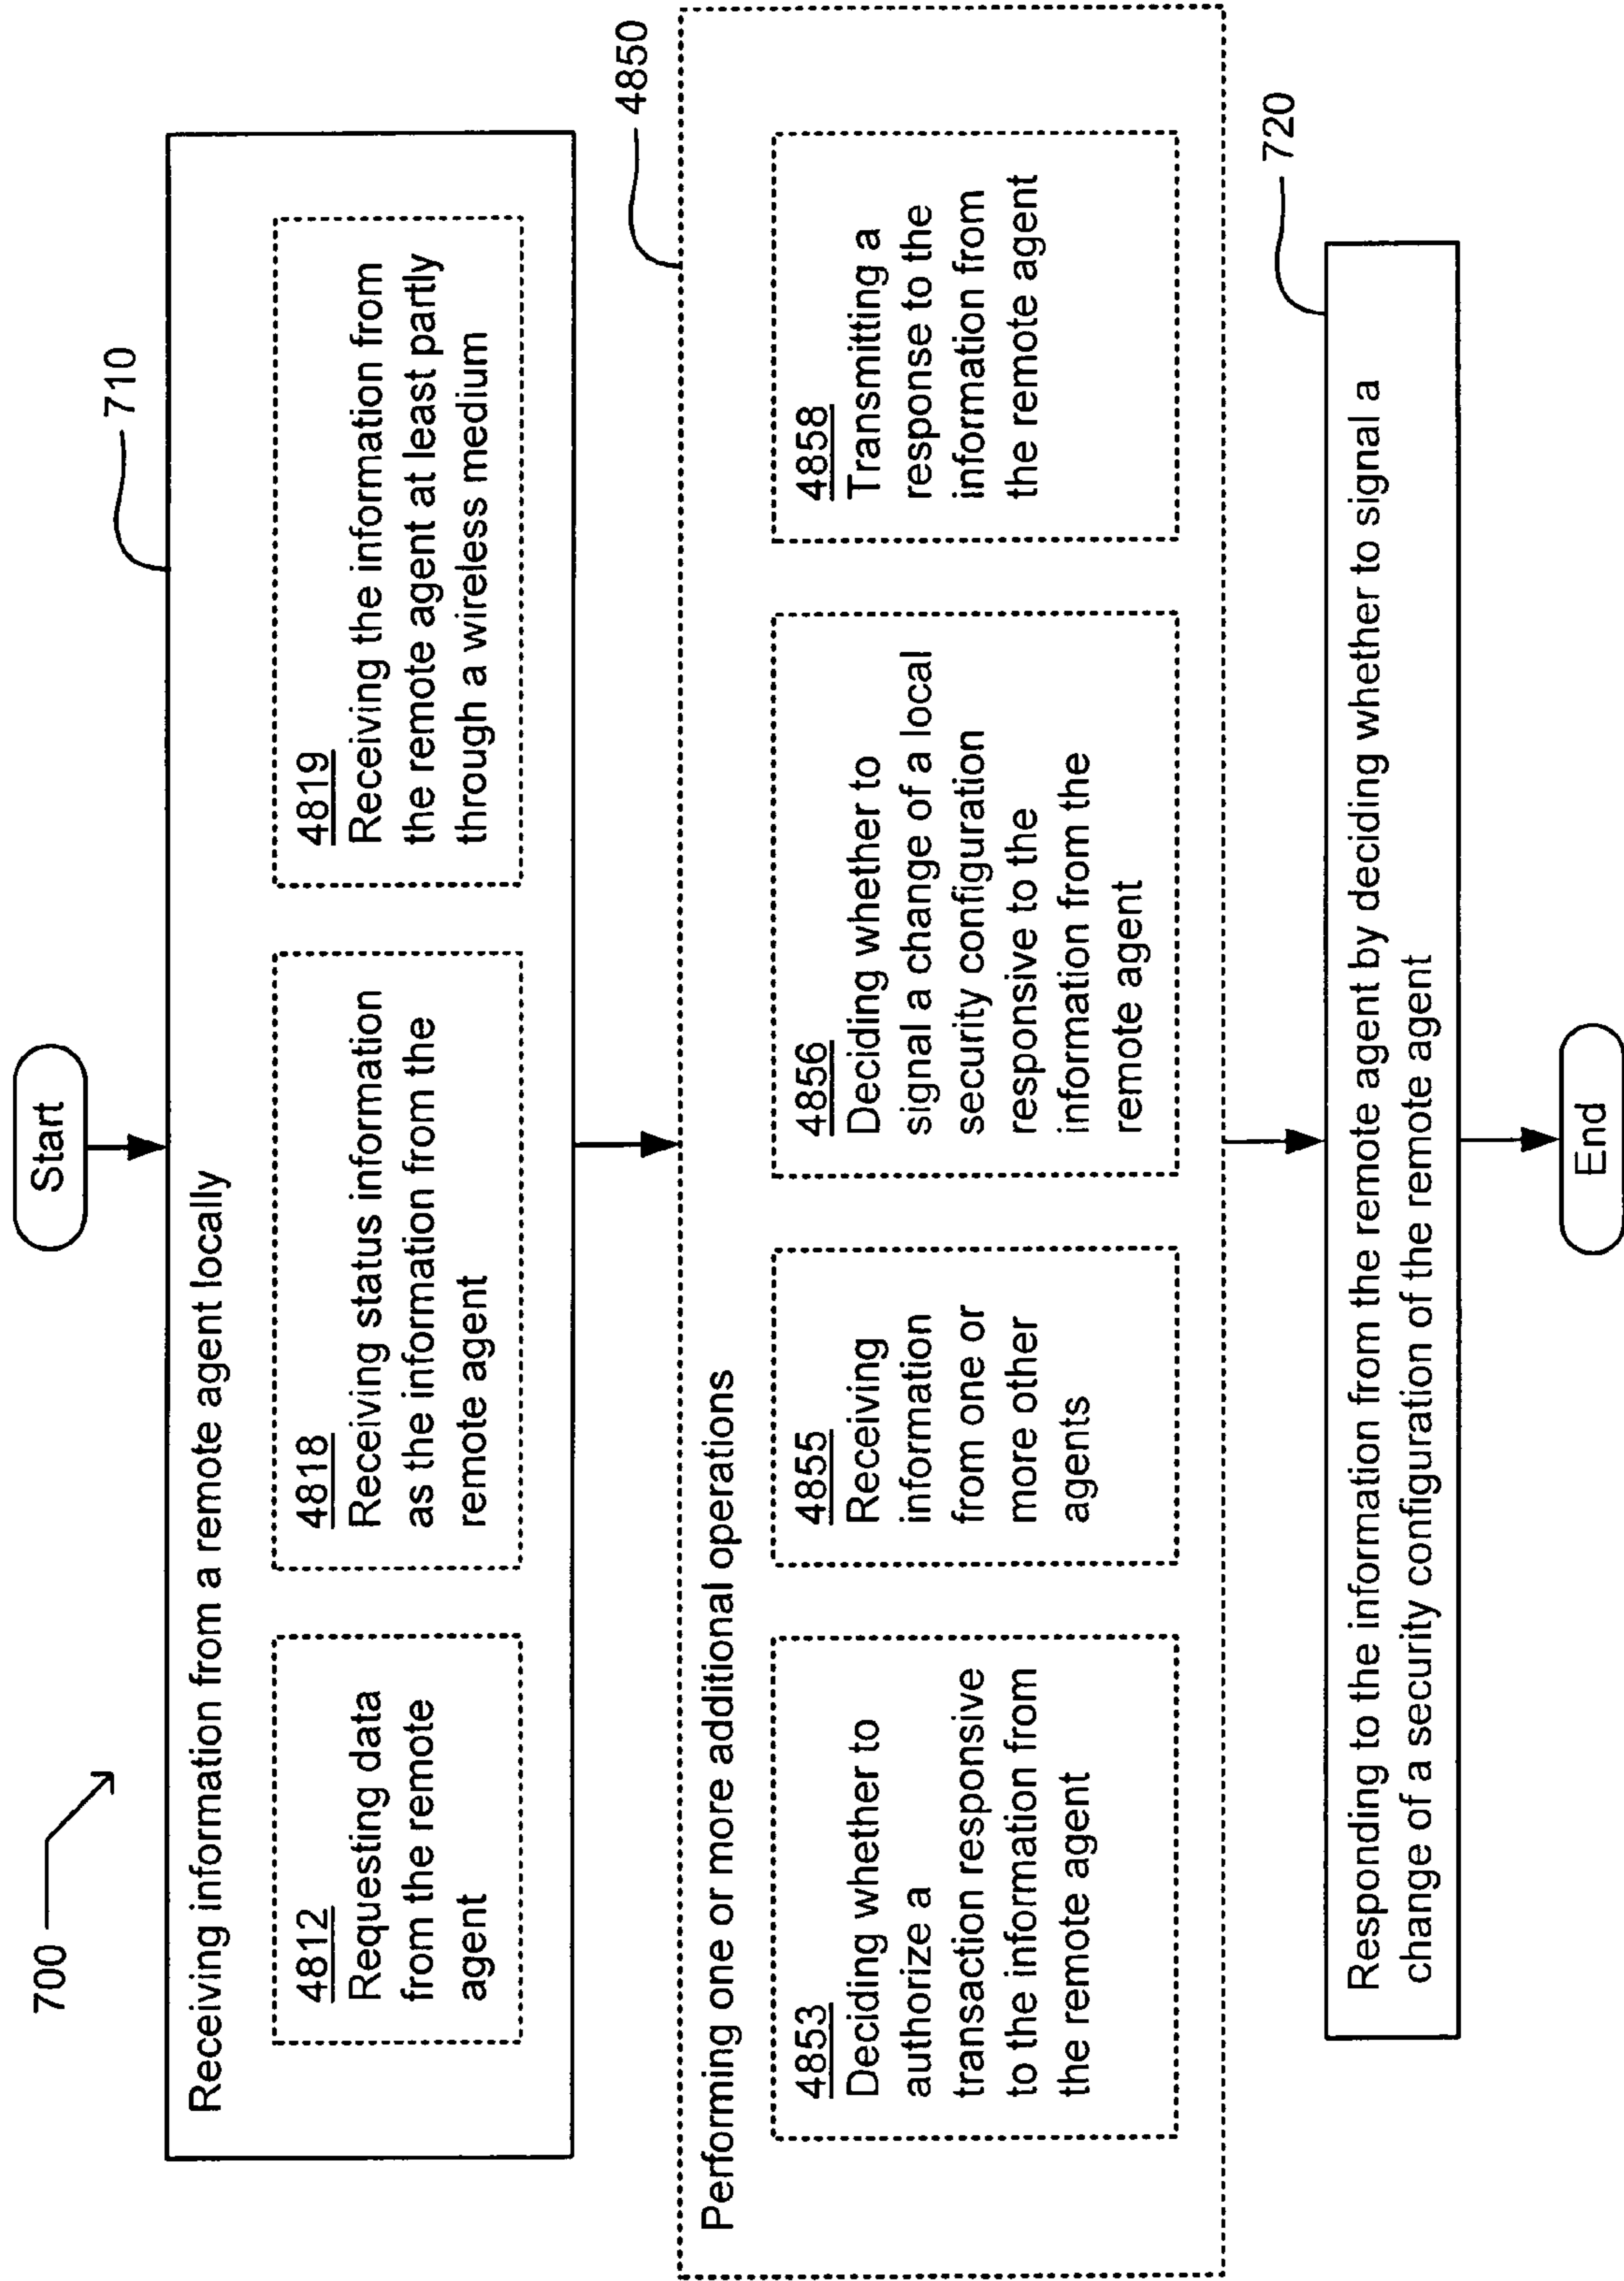 700
Start
710
Receiving information from a remote agent locally
4812
Requesting data
from the remote
agent
4818
Receiving status information
as the information from the
remote agent
4819
Receiving the information from
the remote agent at least partly
through a wireless medium
4850
Performing one or more additional operations
4853
Deciding whether to
authorize a
transaction responsive
to the information from
the remote agent
4855
Receiving
information
from one or
more other
agents
4856
Deciding whether to
signal a change of a local
security configuration
responsive to the
information from the
remote agent
4858
Transmitting a
response to the
information from
the remote agent
720
Responding to the information from the remote agent by deciding whether to signal a
change of a security configuration of the remote agent
End